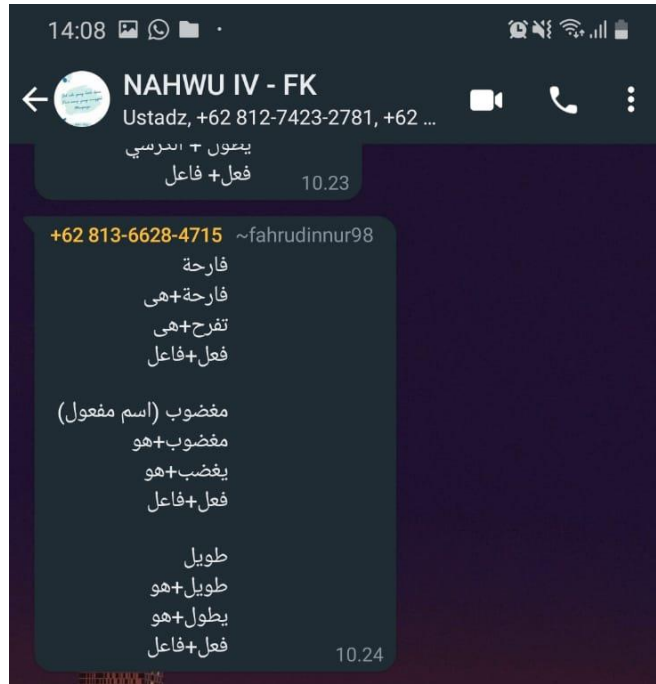 14:08
NAHWU IV - FK
Ustadz, +62 812-7423-2781, +62 ...
يطول + الكرسي
فعل+ فاعل
10.23
+62 813-6628-4715 ~fahrudinnur98
فارحة
فارحة+هى
تفرح+هى
فعل+فاعل
مغضوب (اسم مفعول)
مغضوب+هو
يغضب+هو
فعل+فاعل
طويل
طويل+هو
يطول+هو
فعل+فاعل
10.24